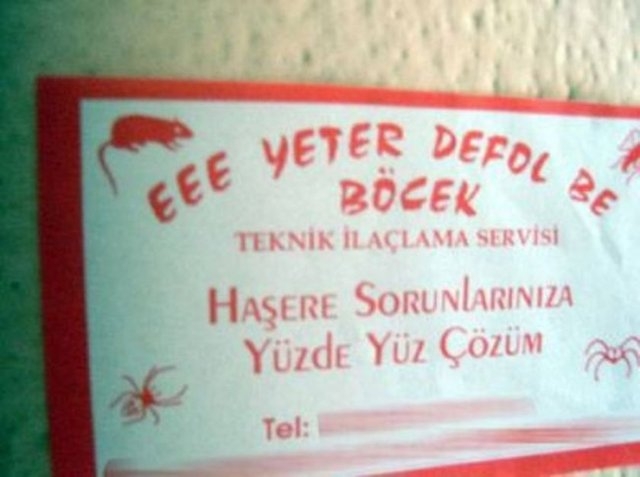 EEE YETER DEFOL BE
BÖCEK
TEKNİK İLAÇLAMA SERVİSİ
HAŞERE SORUNLARINIZA
YÜZDE YÜZ ÇÖZÜM
Tel: